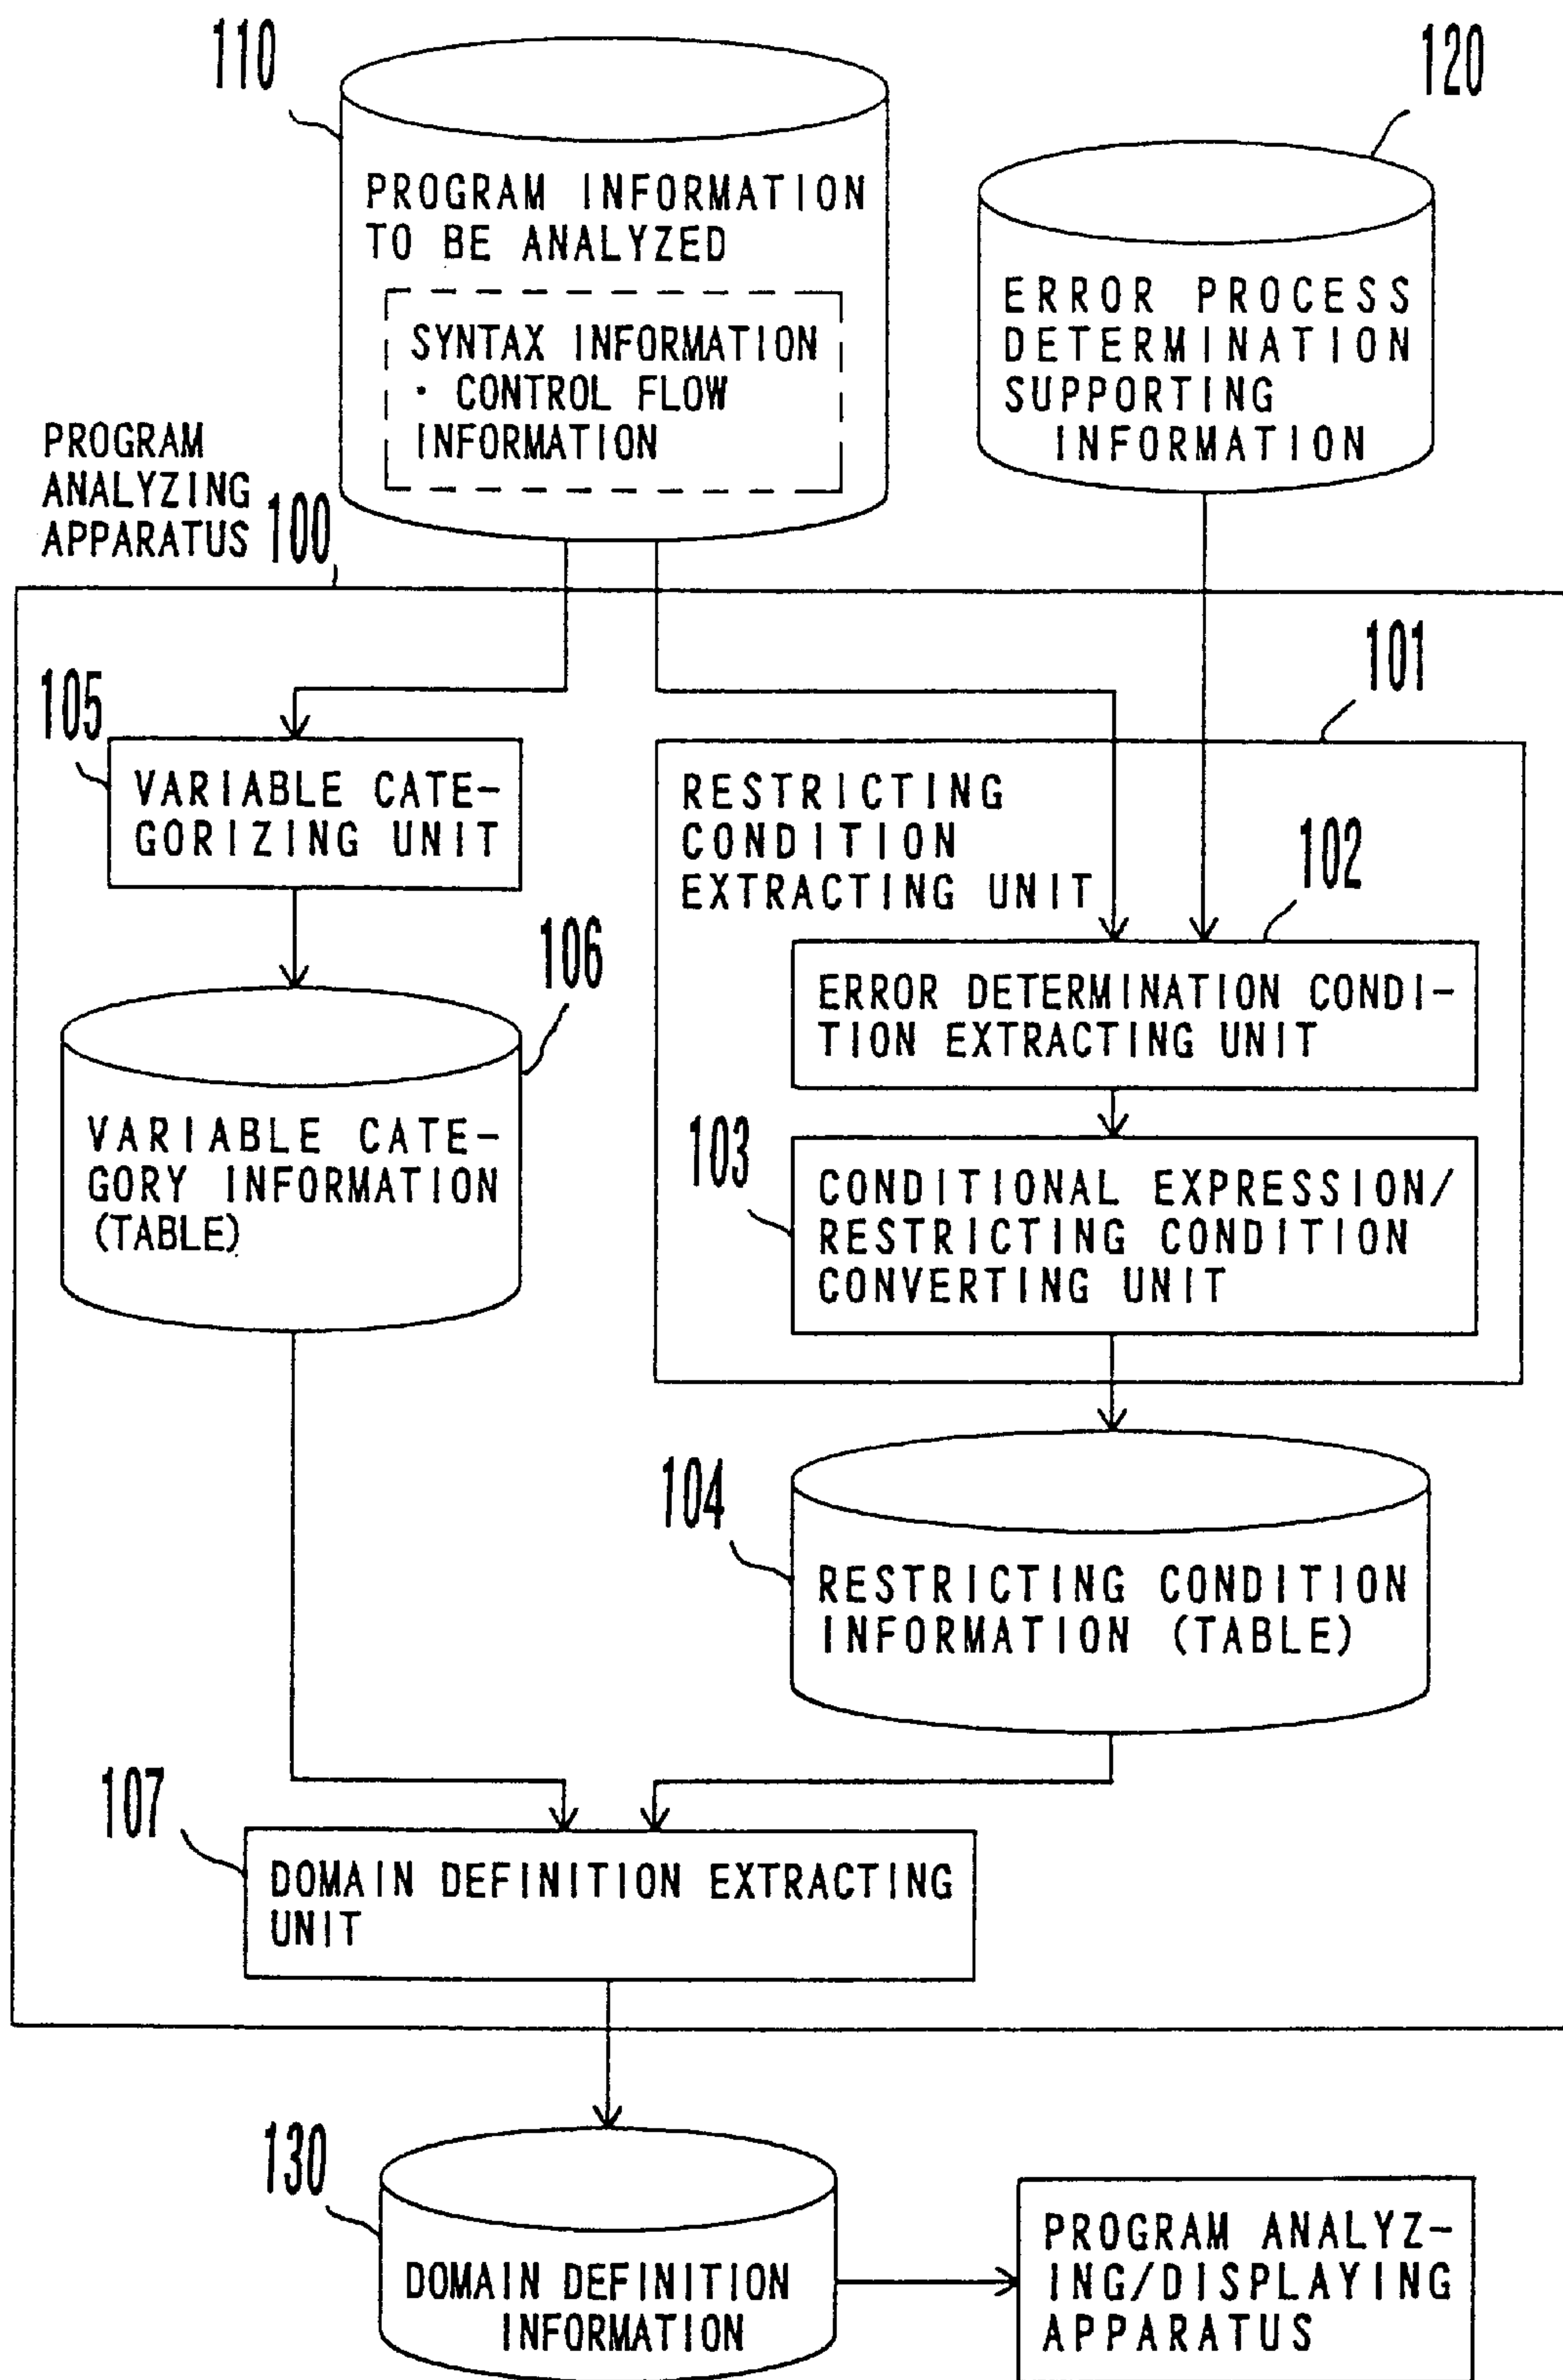 110
120
PROGRAM INFORMATION
TO BE ANALYZED
SYNTAX INFORMATION
· CONTROL FLOW
INFORMATION
ERROR PROCESS
DETERMINATION
SUPPORTING
INFORMATION
PROGRAM
ANALYZING
APPARATUS 100
101
105
VARIABLE CATE-
GORIZING UNIT
RESTRICTING
CONDITION
EXTRACTING UNIT
102
106
ERROR DETERMINATION CONDI-
TION EXTRACTING UNIT
VARIABLE CATE-
GORY INFORMATION
(TABLE)
103
CONDITIONAL EXPRESSION/
RESTRICTING CONDITION
CONVERTING UNIT
104
RESTRICTING CONDITION
INFORMATION (TABLE)
107
DOMAIN DEFINITION EXTRACTING
UNIT
130
DOMAIN DEFINITION
INFORMATION
PROGRAM ANALYZ-
ING/DISPLAYING
APPARATUS